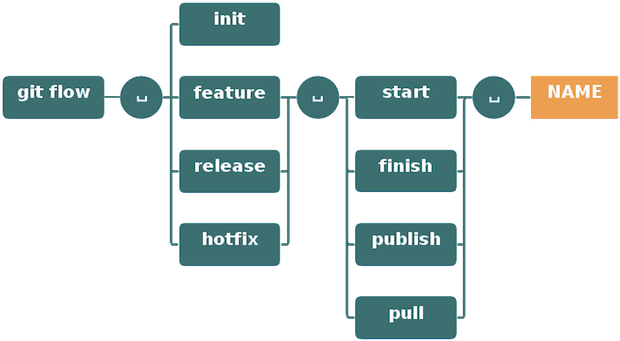 init
git flow
␣
feature
␣
start
␣
NAME
release
finish
hotfix
publish
pull